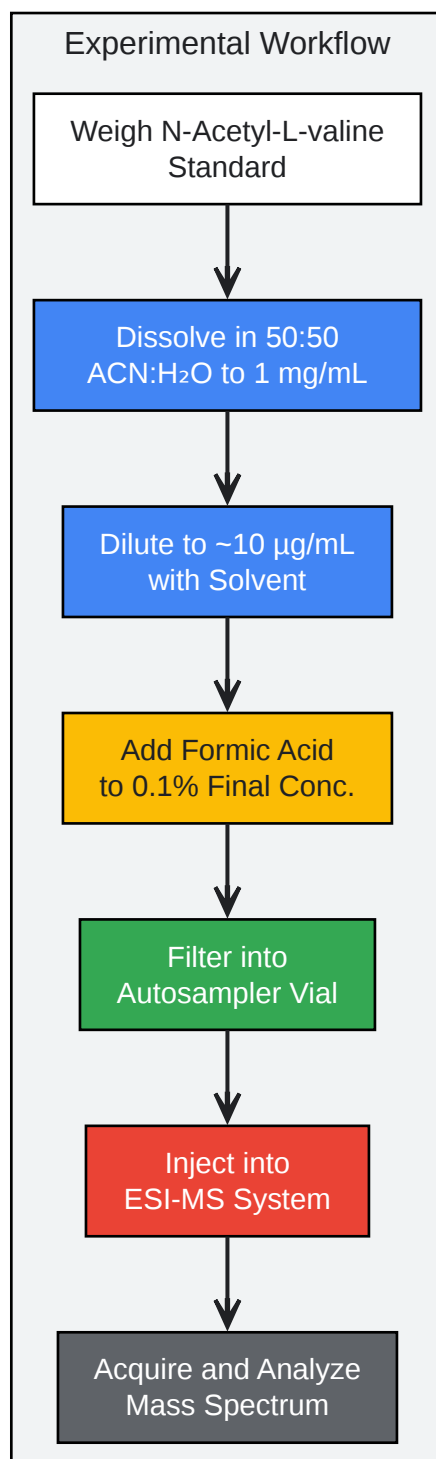 Experimental Workflow
Weigh N-Acetyl-L-valine
Standard
Dissolve in 50:50
ACN:H₂O to 1 mg/mL
Dilute to ~10 µg/mL
with Solvent
Add Formic Acid
to 0.1% Final Conc.
Filter into
Autosampler Vial
Inject into
ESI-MS System
Acquire and Analyze
Mass Spectrum